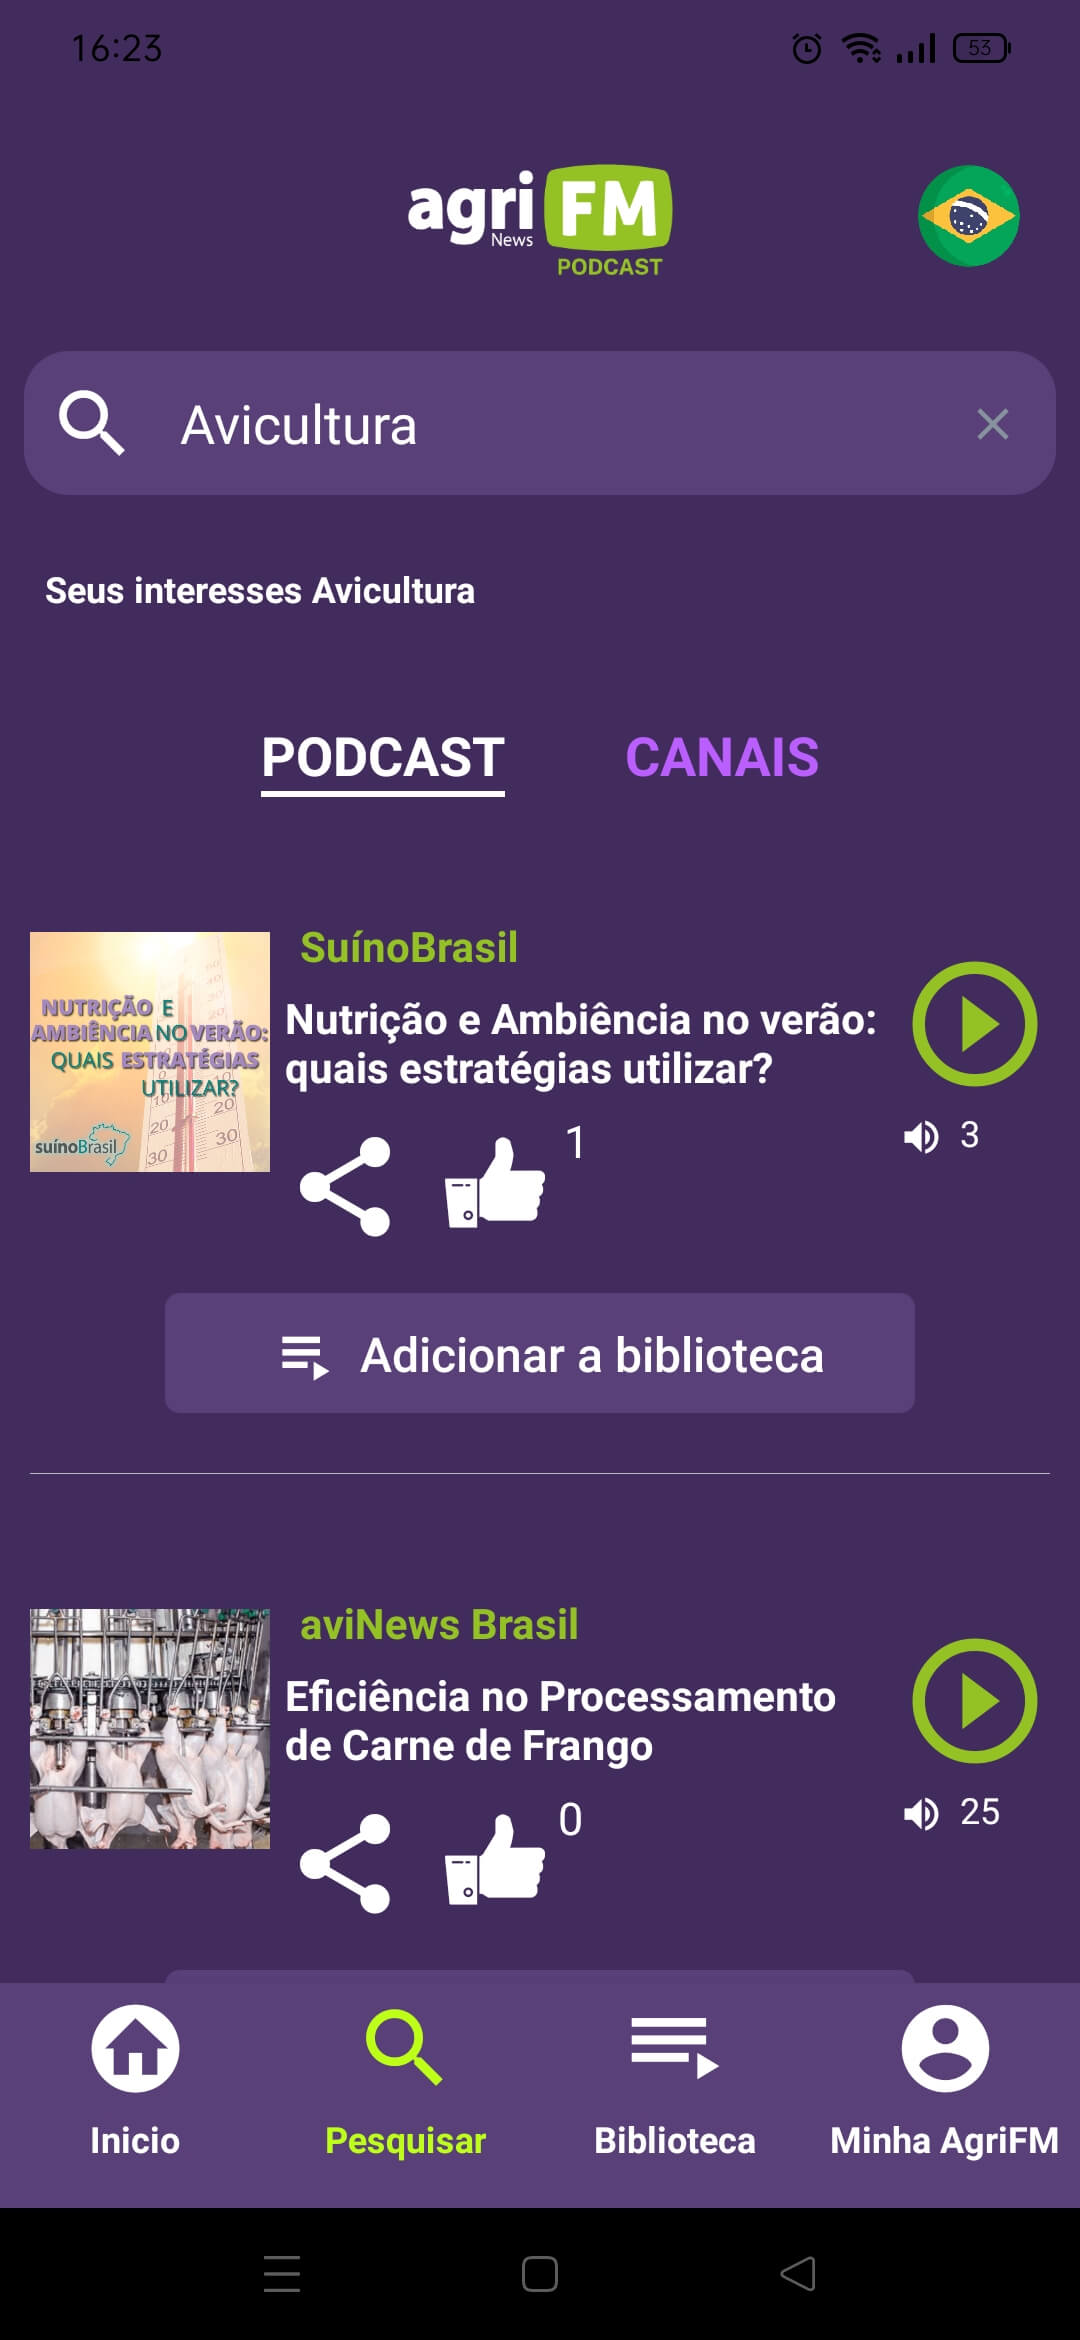 16:23
53
agri FM
News
PODCAST
Avicultura
Seus interesses Avicultura
PODCAST CANAIS
SuínoBrasil
NUTRIÇÃO E
AMBIÊNCIA NO VERÃO:
QUAIS ESTRATÉGIAS
UTILIZAR?
suínoBrasil
Nutrição e Ambiência no verão:
quais estratégias utilizar?
1
3
Adicionar a biblioteca
aviNews Brasil
Eficiência no Processamento
de Carne de Frango
0
25
Inicio Pesquisar Biblioteca Minha AgriFM